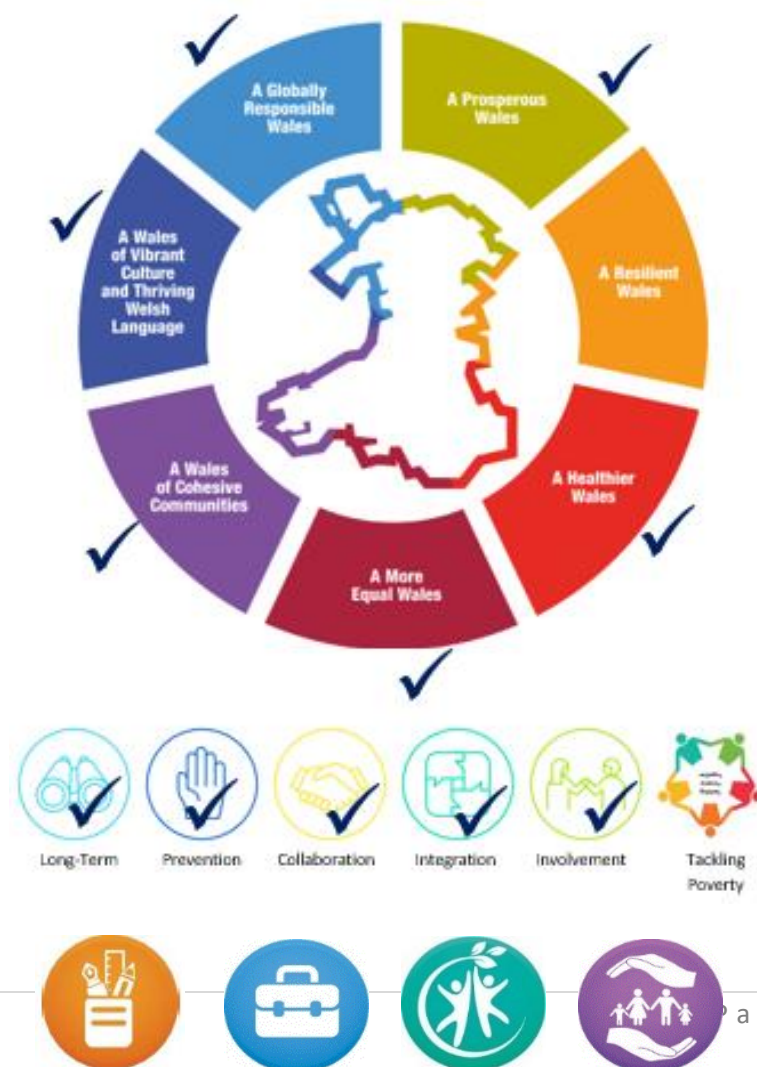 A Globally
Responsible
Wales
A Prosperous
Wales
A Wales
of Vibrant
Culture
and Thriving
Welsh
Language
A Resilient
Wales
A Wales
of Cohesive
Communities
A Healthier
Wales
A More
Equal Wales
Long-Term
Prevention
Collaboration
Integration
Involvement
Tackling
Poverty
a